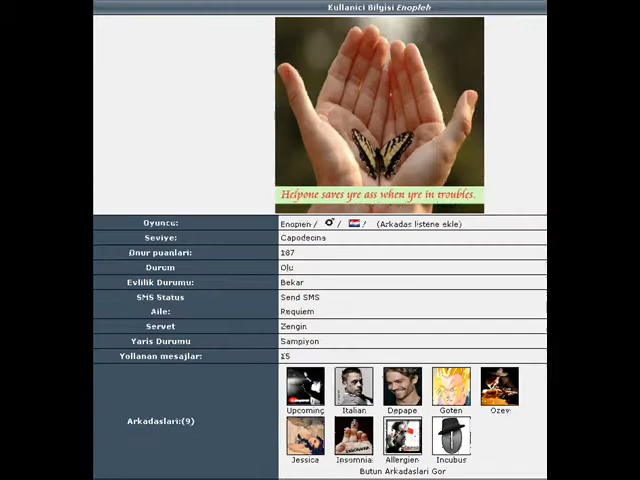 Kullanici Bilgisi Enopleh
Helpone saves yre ass when yre in troubles.
Oyuncu: Enopleh / / / (Arkadas listene ekle)
Seviye: Capodecina
Onur puanlari: 187
Durum Olu
Evlilik Durumu: Bekar
SMS Status Send SMS
Aile: Requiem
Servet Zengin
Yaris Durumu Sampiyon
Yollanan mesajlar: 15
Arkadaslari:(9)
Upcoming Italian Depape Goten Ozev
Jessica Insomnia Allergien Incubus
Butun Arkadaslari Gor